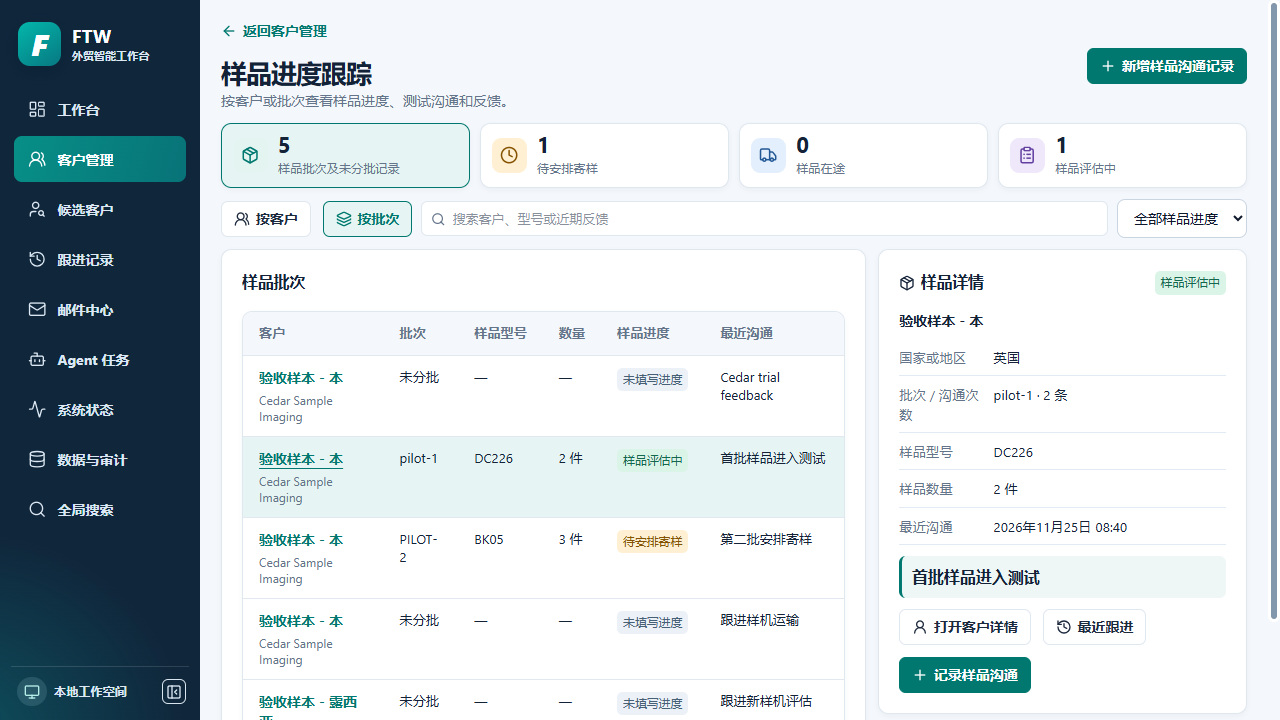 FTW
外贸智能工作台
工作台
客户管理
候选客户
跟进记录
邮件中心
Agent 任务
系统状态
数据与审计
全局搜索
本地工作空间
返回客户管理
样品进度跟踪
按客户或批次查看样品进度、测试沟通和反馈。
新增样品沟通记录
5
样品批次及未分批记录
1
待安排寄样
0
样品在途
1
样品评估中
按客户
按批次
搜索客户、型号或近期反馈
全部样品进度
样品批次
客户 批次 样品型号 数量 样品进度 最近沟通
验收样本 - 本 未分批 — — 未填写进度 Cedar trial
feedback
Cedar Sample
Imaging
验收样本 - 本 pilot-1 DC226 2 件 样品评估中 首批样品进入测试
Cedar Sample
Imaging
验收样本 - 本 PILOT-
2 BK05 3 件 待安排寄样 第二批安排寄样
Cedar Sample
Imaging
验收样本 - 本 未分批 — — 未填写进度 跟进样机运输
Cedar Sample
Imaging
验收样本 - 露西 未分批 — — 未填写进度 跟进新样机评估
样品详情
样品评估中
验收样本 - 本
国家或地区 英国
批次 / 沟通次
数 pilot-1 · 2 条
样品型号 DC226
样品数量 2 件
最近沟通 2026年11月25日 08:40
首批样品进入测试
打开客户详情
最近跟进
记录样品沟通